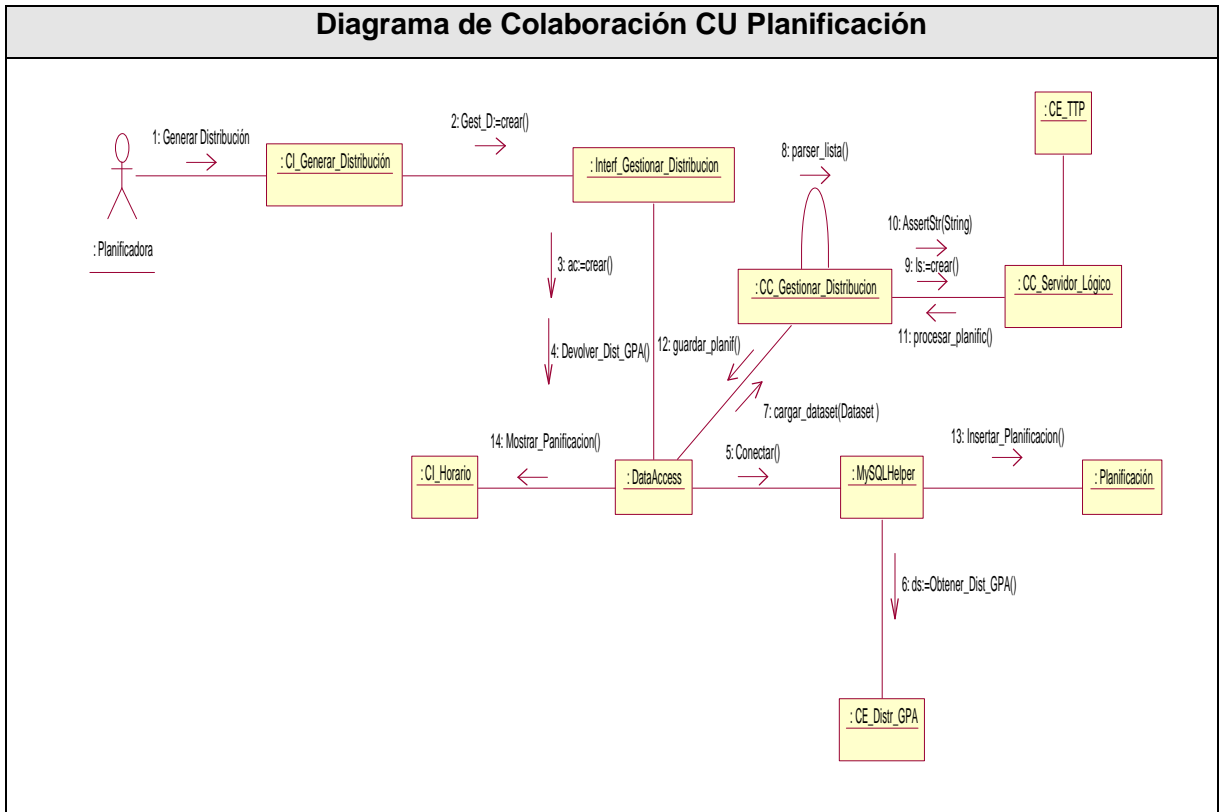 Diagrama de Colaboración CU Planificación
: CE_TTP
2: Gest_D:=crear()
1: Generar Distribución
8: parser_lista()
: CI_Generar_Distribución
: Interf_Gestionar_Distribucion
10: AssertStr(String)
: Planificadora
3: ac:=crear()
9: ls:=crear()
: CC_Gestionar_Distribucion
: CC_Servidor_Lógico
11: procesar_planific()
4: Devolver_Dist_GPA()
12: guardar_planif()
7: cargar_dataset(Dataset )
14: Mostrar_Panificacion()
5: Conectar()
13: Insertar_Planificacion()
: CI_Horario
: DataAccess
: MySQLHelper
: Planificación
6: ds:=Obtener_Dist_GPA()
: CE_Distr_GPA